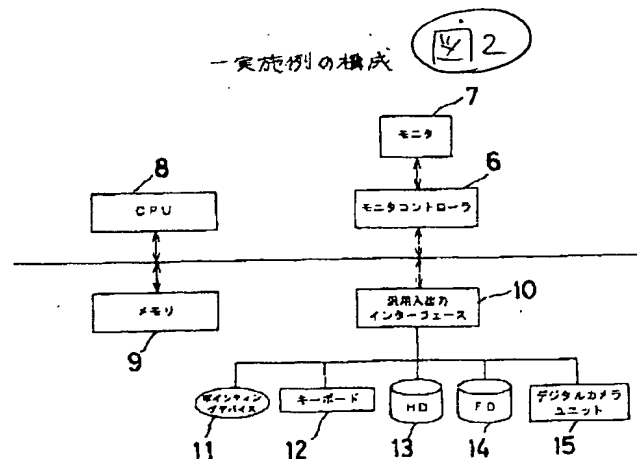 一実施例の構成 図2
7
モニタ
8
6
CPU
モニタコントローラ
メモリ
汎用入出力
インターフェース
10
9
ポインティン
グデバイス
キーボード
HD
FD
デジタルカメラ
ユニット
11
12
13
14
15